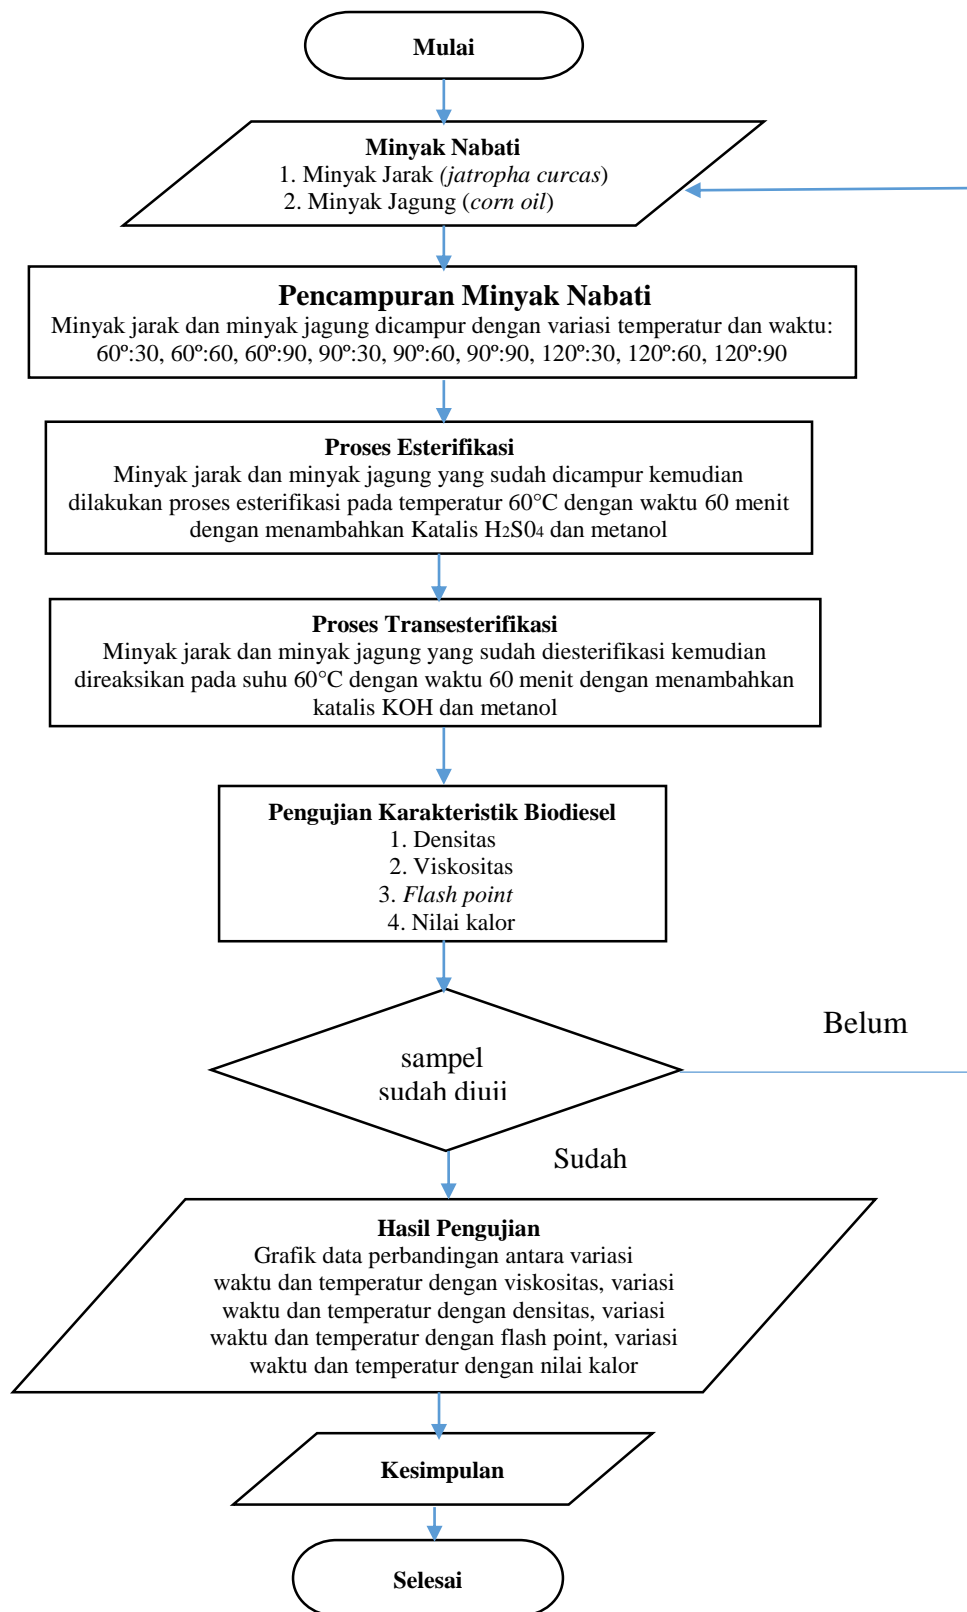 Mulai
Minyak Nabati
1. Minyak Jarak (jatropha curcas)
2. Minyak Jagung (corn oil)
Pencampuran Minyak Nabati
Minyak jarak dan minyak jagung dicampur dengan variasi temperatur dan waktu:
60º:30, 60º:60, 60º:90, 90º:30, 90º:60, 90º:90, 120º:30, 120º:60, 120º:90
Proses Esterifikasi
Minyak jarak dan minyak jagung yang sudah dicampur kemudian
dilakukan proses esterifikasi pada temperatur 60°C dengan waktu 60 menit
dengan menambahkan Katalis H₂S0₄ dan metanol
Proses Transesterifikasi
Minyak jarak dan minyak jagung yang sudah diesterifikasi kemudian
direaksikan pada suhu 60°C dengan waktu 60 menit dengan menambahkan
katalis KOH dan metanol
Pengujian Karakteristik Biodiesel
1. Densitas
2. Viskositas
3. Flash point
4. Nilai kalor
Belum
sampel
sudah diuji
Sudah
Hasil Pengujian
Grafik data perbandingan antara variasi
waktu dan temperatur dengan viskositas, variasi
waktu dan temperatur dengan densitas, variasi
waktu dan temperatur dengan flash point, variasi
waktu dan temperatur dengan nilai kalor
Kesimpulan
Selesai